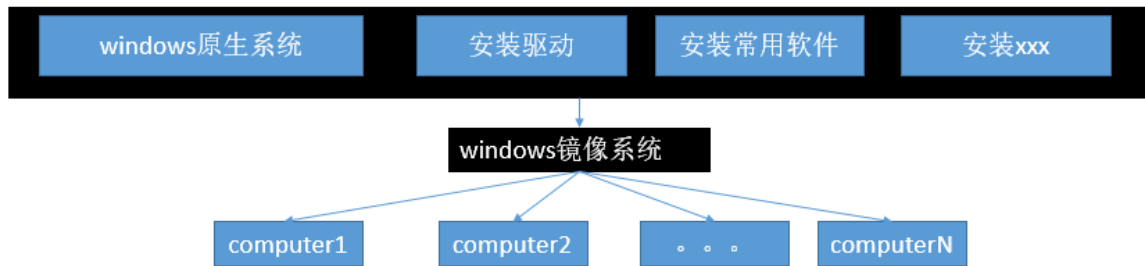 windows原生系统
安装驱动
安装常用软件
安装xxx
windows镜像系统
computer1
computer2
。。。
computerN